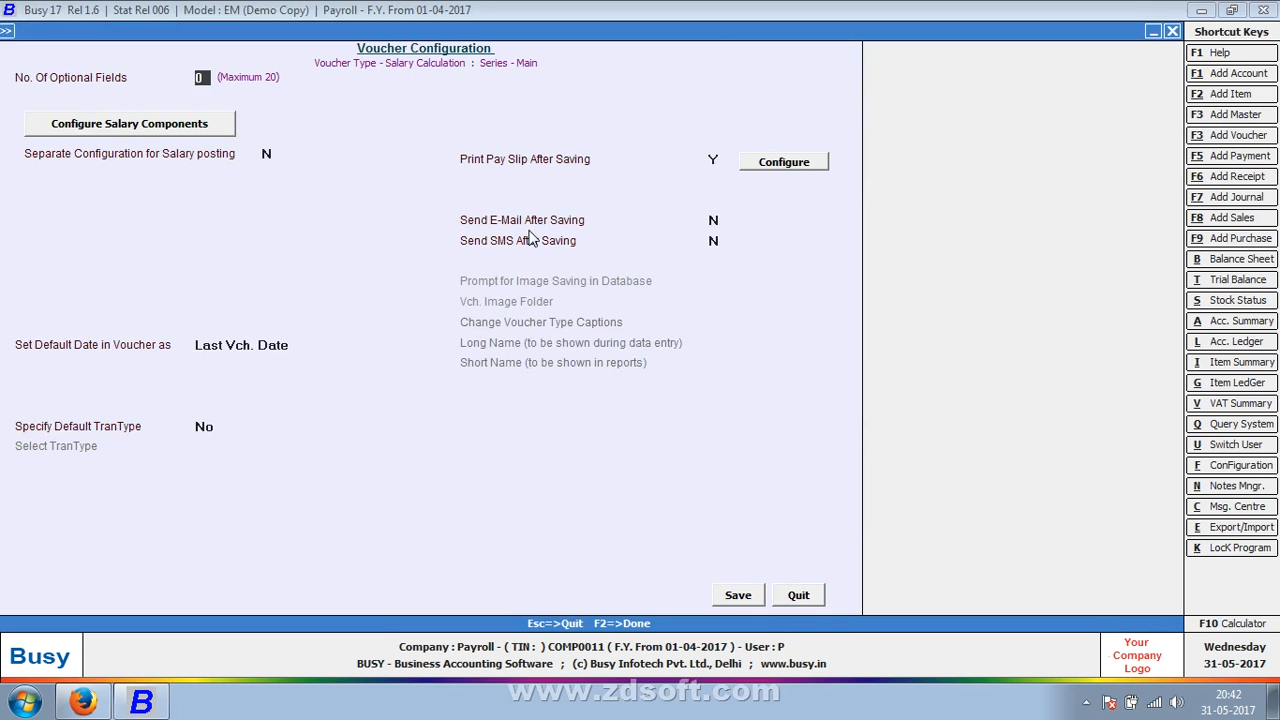 Busy 17 Rel 1.6 | Stat Rel 006 | Model : EM (Demo Copy) | Payroll - F.Y. From 01-04-2017
>>
Shortcut Keys
Voucher Configuration
Voucher Type - Salary Calculation : Series - Main
No. Of Optional Fields 0 (Maximum 20)
Configure Salary Components
Separate Configuration for Salary posting N
Print Pay Slip After Saving Y Configure
Send E-Mail After Saving N
Send SMS After Saving N
Prompt for Image Saving in Database
Vch. Image Folder
Change Voucher Type Captions
Long Name (to be shown during data entry)
Short Name (to be shown in reports)
Set Default Date in Voucher as Last Vch. Date
Specify Default TranType No
Select TranType
Save Quit
Esc=>Quit F2=>Done
F1 Help
F1 Add Account
F2 Add Item
F3 Add Master
F3 Add Voucher
F5 Add Payment
F6 Add Receipt
F7 Add Journal
F8 Add Sales
F9 Add Purchase
B Balance Sheet
T Trial Balance
S Stock Status
A Acc. Summary
L Acc. Ledger
I Item Summary
G Item LedGer
V VAT Summary
Q Query System
U Switch User
F ConFiguration
N Notes Mngr.
C Msg. Centre
E Export/Import
K LocK Program
F10 Calculator
Busy
Company : Payroll - ( TIN : ) COMP0011 ( F.Y. From 01-04-2017 ) - User : P
BUSY - Business Accounting Software ; (c) Busy Infotech Pvt. Ltd., Delhi ; www.busy.in
Your
Company
Logo
Wednesday
31-05-2017
www.zdsoft.com
B
20:42
31-05-2017